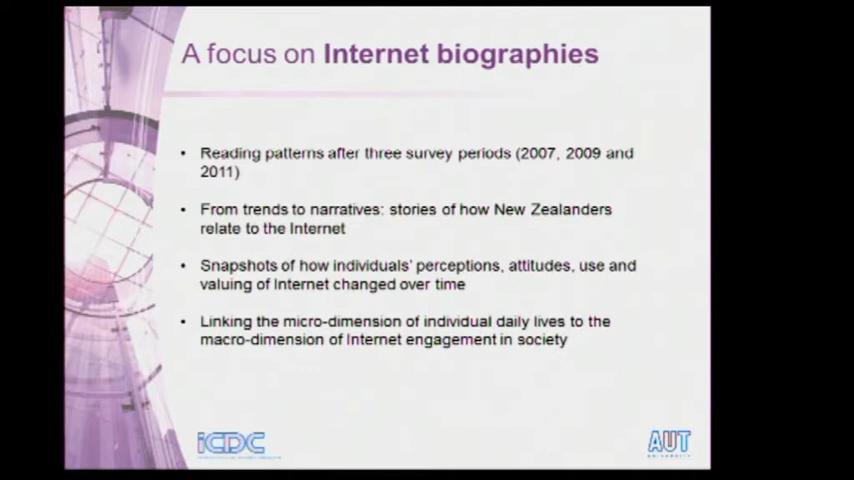 A focus on Internet biographies
• Reading patterns after three survey periods (2007, 2009 and
2011)
• From trends to narratives: stories of how New Zealanders
relate to the Internet
• Snapshots of how individuals' perceptions, attitudes, use and
valuing of Internet changed over time
• Linking the micro-dimension of individual daily lives to the
macro-dimension of Internet engagement in society
iCDC
AUT
UNIVERSITY